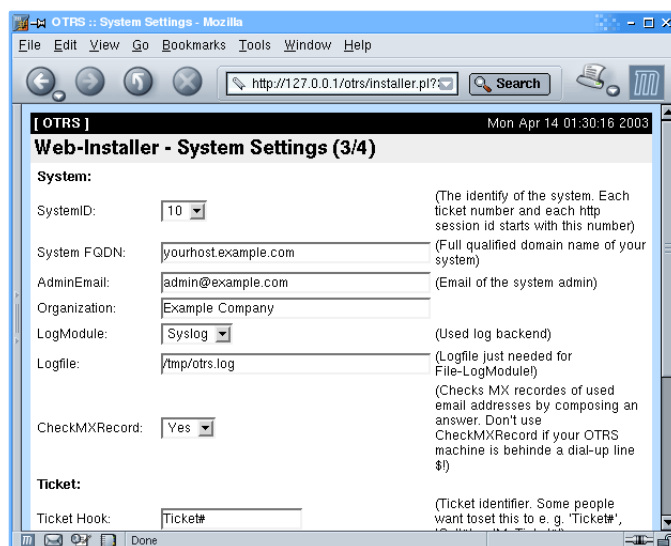 OTRS :: System Settings - Mozilla
File Edit View Go Bookmarks Tools Window Help
http://127.0.0.1/otrs/installer.pl? Search
[ OTRS ] Mon Apr 14 01:30:16 2003
Web-Installer - System Settings (3/4)
System:
SystemID: 10
(The identify of the system. Each
ticket number and each http
session id starts with this number)
System FQDN: yourhost.example.com
(Full qualified domain name of your
system)
AdminEmail: admin@example.com (Email of the system admin)
Organization: Example Company
LogModule: Syslog (Used log backend)
Logfile: /tmp/otrs.log
(Logfile just needed for
File-LogModule!)
CheckMXRecord: Yes
(Checks MX recordes of used
email addresses by composing an
answer. Don't use
CheckMXRecord if your OTRS
machine is behinde a dial-up line
$!)
Ticket:
Ticket Hook: Ticket#
(Ticket identifier. Some people
want toset this to e. g. 'Ticket#',
Done